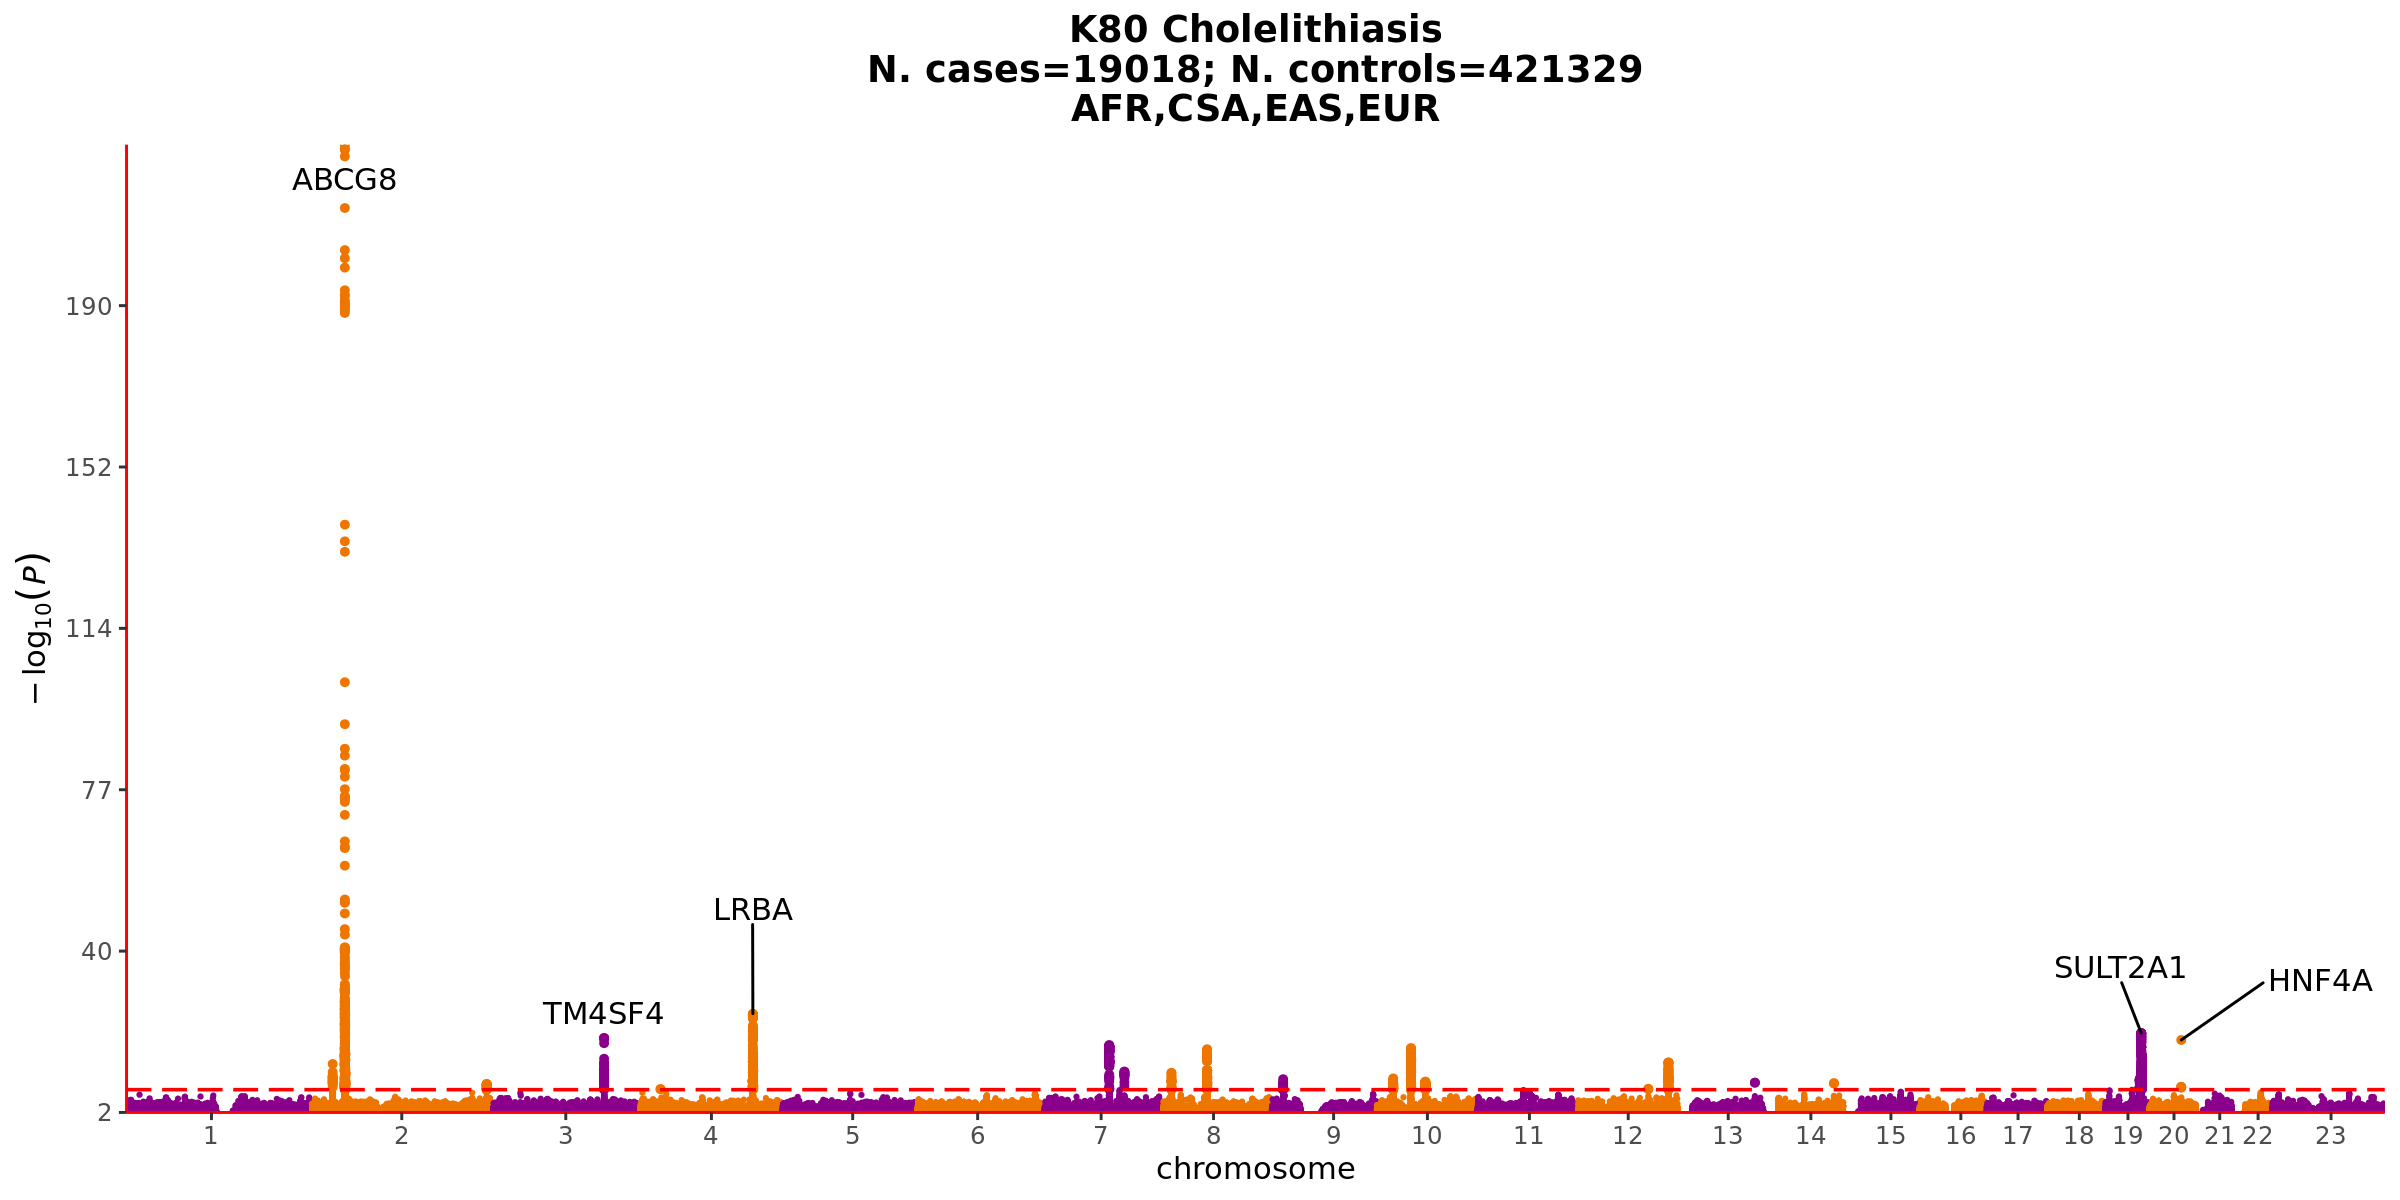 K80 Cholelithiasis
N. cases=19018; N. controls=421329
AFR,CSA,EAS,EUR
ABCG8
190
152
−log10(P)
114
77
LRBA
40
SULT2A1
HNF4A
TM4SF4
2
1 2 3 4 5 6 7 8 9 10 11 12 13 14 15 16 17 18 19 20 21 22 23
chromosome